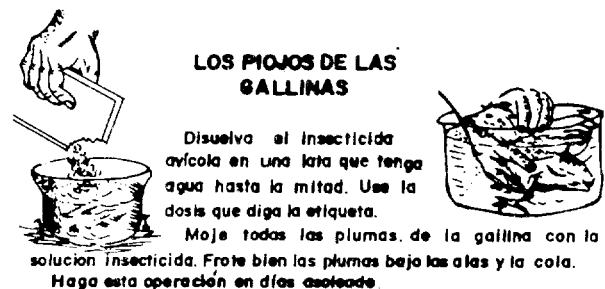 LOS PIOJOS DE LAS
GALLINAS
Disuelva el insecticida
avícola en una lata que tenga
agua hasta la mitad. Use la
dosis que diga la etiqueta.
Moje todas las plumas. de la gallina con la
solucion insecticida. Frote bien las plumas bajo las alas y la cola.
Haga esta operación en días asoleado